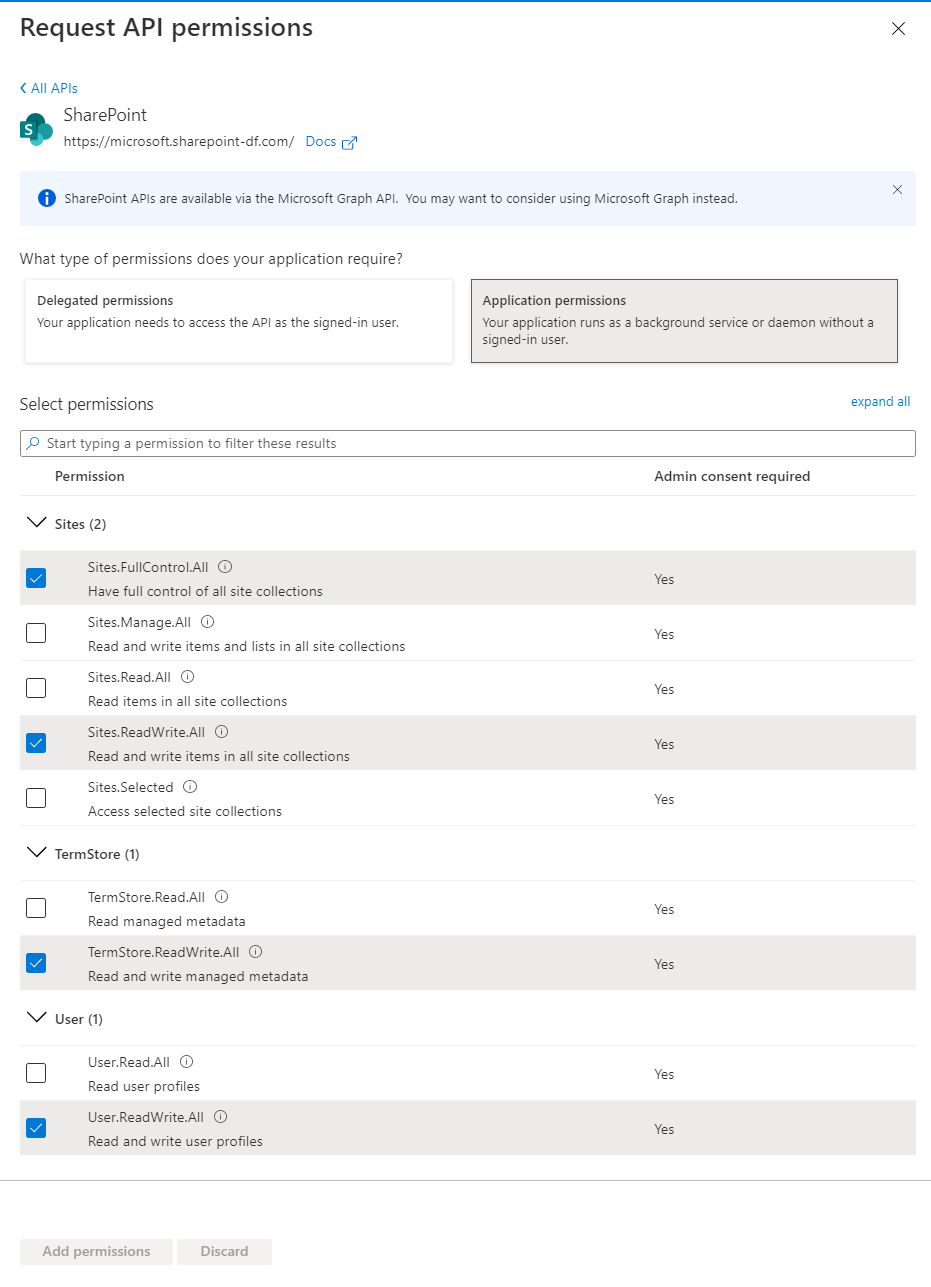 Request API permissions
All APIs
S
SharePoint
https://microsoft.sharepoint-df.com/ Docs
SharePoint APIs are available via the Microsoft Graph API. You may want to consider using Microsoft Graph instead.
What type of permissions does your application require?
Delegated permissions
Your application needs to access the API as the signed-in user.
Application permissions
Your application runs as a background service or daemon without a
signed-in user.
Select permissions
expand all
Start typing a permission to filter these results
Permission Admin consent required
Sites (2)
Sites.FullControl.All
Have full control of all site collections
Yes
Sites.Manage.All
Read and write items and lists in all site collections
Yes
Sites.Read.All
Read items in all site collections
Yes
Sites.ReadWrite.All
Read and write items in all site collections
Yes
Sites.Selected
Access selected site collections
Yes
TermStore (1)
TermStore.Read.All
Read managed metadata
Yes
TermStore.ReadWrite.All
Read and write managed metadata
Yes
User (1)
User.Read.All
Read user profiles
Yes
User.ReadWrite.All
Read and write user profiles
Yes
Add permissions Discard